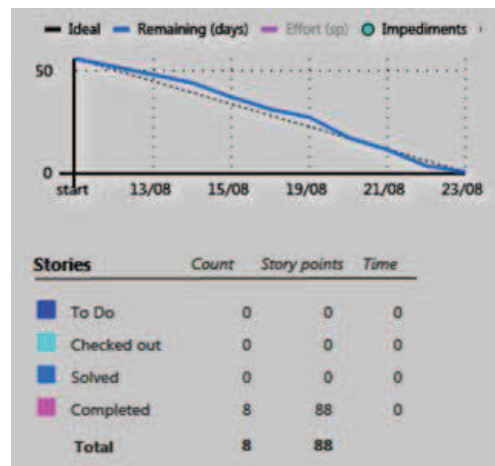 Ideal Remaining (days) Effort (sp) Impediments
50
0
start 13/08 15/08 19/08 21/08 23/08
Stories Count Story points Time
To Do 0 0 0
Checked out 0 0 0
Solved 0 0 0
Completed 8 88 0
Total 8 88